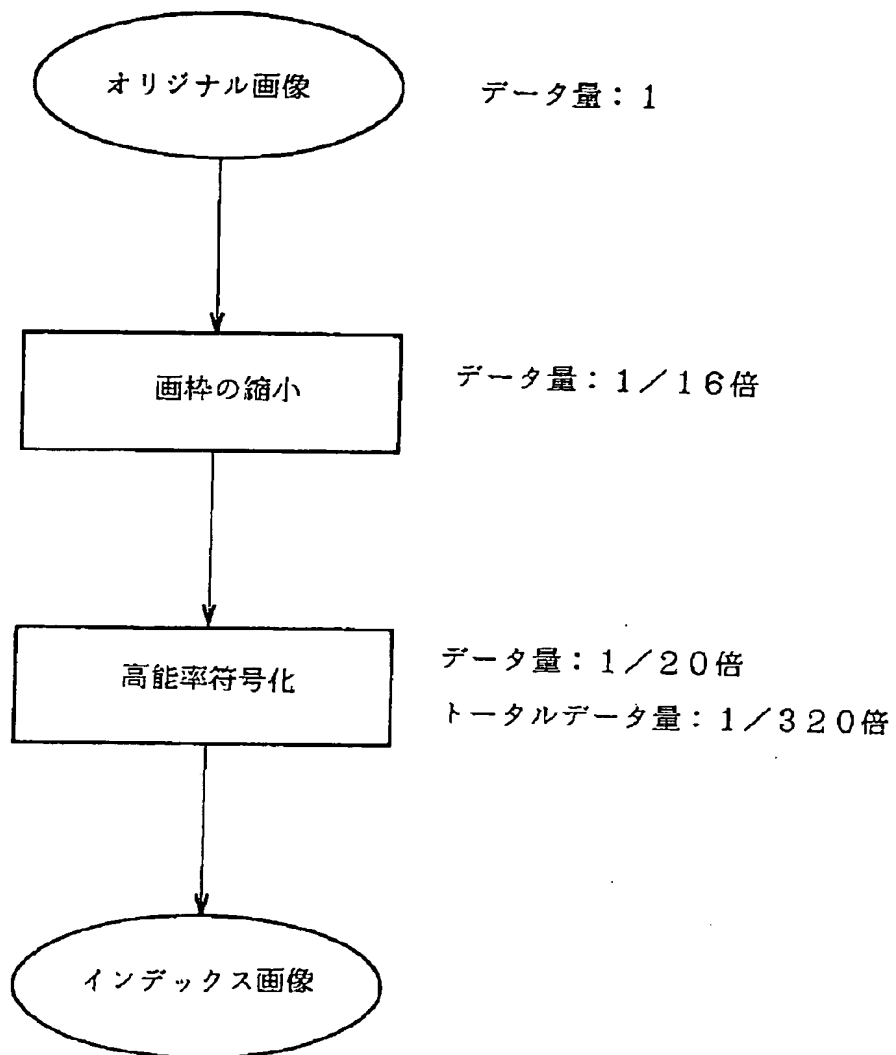 オリジナル画像
データ量：1
画枠の縮小
データ量：1／16倍
高能率符号化
データ量：1／20倍
トータルデータ量：1／320倍
インデックス画像